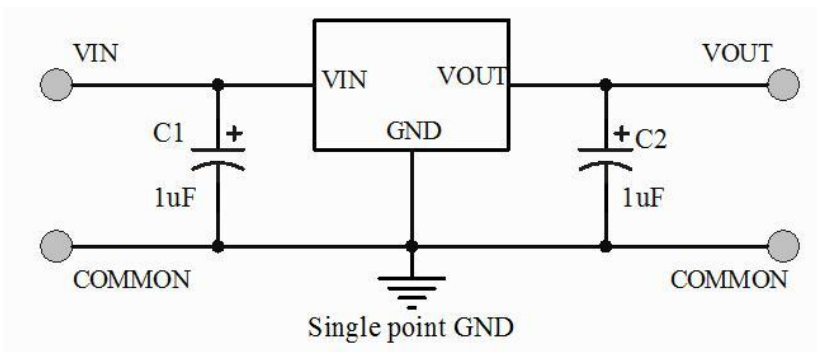 VIN
VOUT
VIN
VOUT
C1
+
GND
+
C2
1uF
1uF
COMMON
COMMON
Single point GND